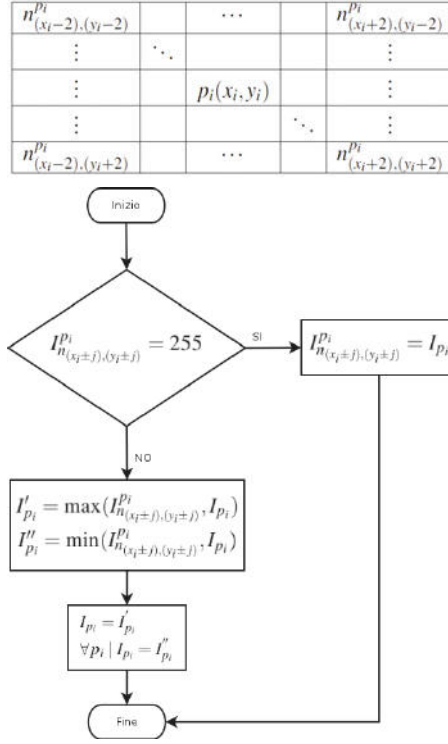 n^{p_i}_{(x_i−2),(y_i−2)} ⋯ n^{p_i}_{(x_i+2),(y_i−2)}
⋮ ⋱ ⋮
⋮ p_i(x_i,y_i) ⋮
⋮ ⋱ ⋮
n^{p_i}_{(x_i−2),(y_i+2)} ⋯ n^{p_i}_{(x_i+2),(y_i+2)}
Inizio
I^{p_i}_{n_{(x_i±j),(y_i±j)}} = 255
SI
I^{p_i}_{n_{(x_i±j),(y_i±j)}} = I_{p_i}
NO
I′_{p_i} = max(I^{p_i}_{n_{(x_i±j),(y_i±j)}}, I_{p_i})
I″_{p_i} = min(I^{p_i}_{n_{(x_i±j),(y_i±j)}}, I_{p_i})
I_{p_i} = I′_{p_i}
∀p_i | I_{p_i} = I″_{p_i}
Fine